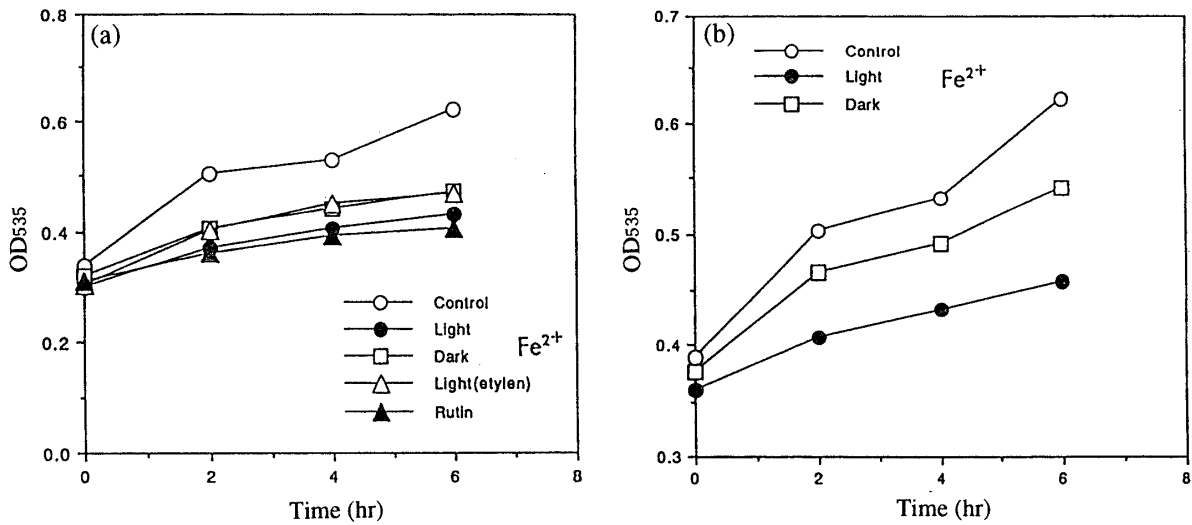 (a)
0.8
0.6
0.4
0.2
0.0
OD535
0 2 4 6 8
Time (hr)
Control
Light
Dark
Light(etylen)
Rutin
Fe²⁺
(b)
0.7
0.6
0.5
0.4
0.3
OD535
0 2 4 6 8
Time (hr)
Control
Light
Dark
Fe²⁺